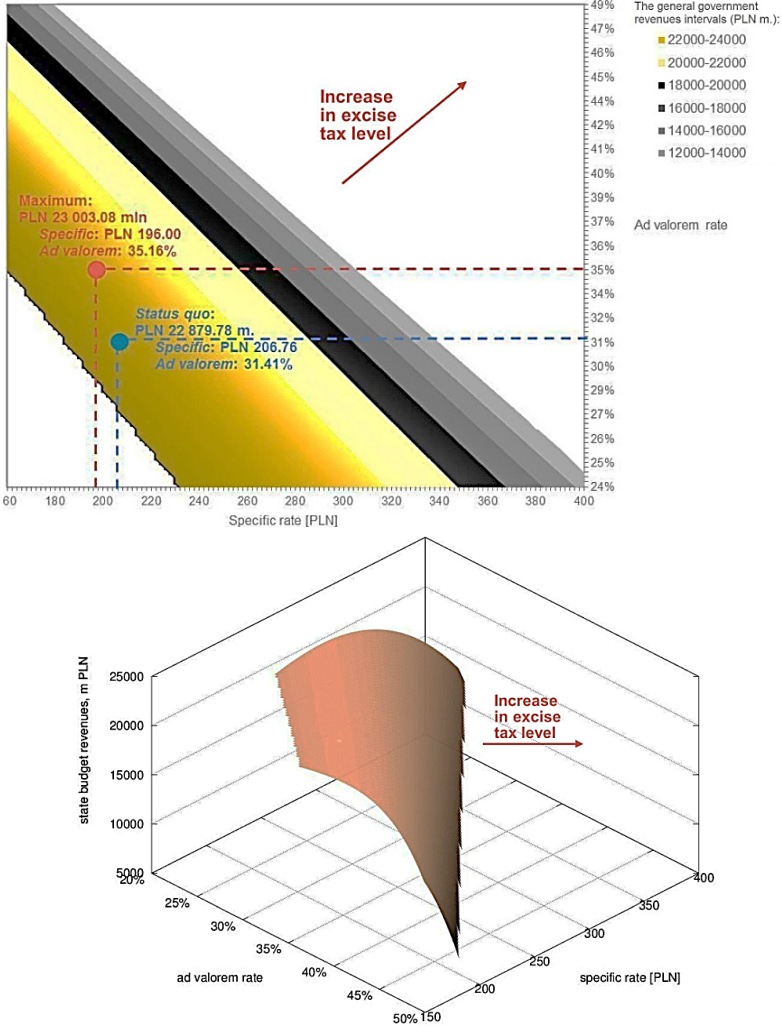 The general government
revenues intervals (PLN m.):
22000-24000
20000-22000
18000-20000
16000-18000
14000-16000
12000-14000
Ad valorem rate
49%
48%
47%
46%
45%
44%
43%
42%
41%
40%
39%
38%
37%
36%
35%
34%
33%
32%
31%
30%
29%
28%
27%
26%
25%
24%
Increase
in excise
tax level
Maximum:
PLN 23 003.08 mln
Specific: PLN 196.00
Ad valorem: 35.16%
Status quo:
PLN 22 879.78 m.
Specific: PLN 206.76
Ad valorem: 31.41%
60 180 200 220 240 260 280 300 320 340 360 380 400
Specific rate [PLN]
state budget revenues, m PLN
25000
20000
15000
10000
5000
Increase
in excise
tax level
20%
25%
30%
35%
40%
45%
50%
ad valorem rate
150
200
250
300
350
400
specific rate [PLN]